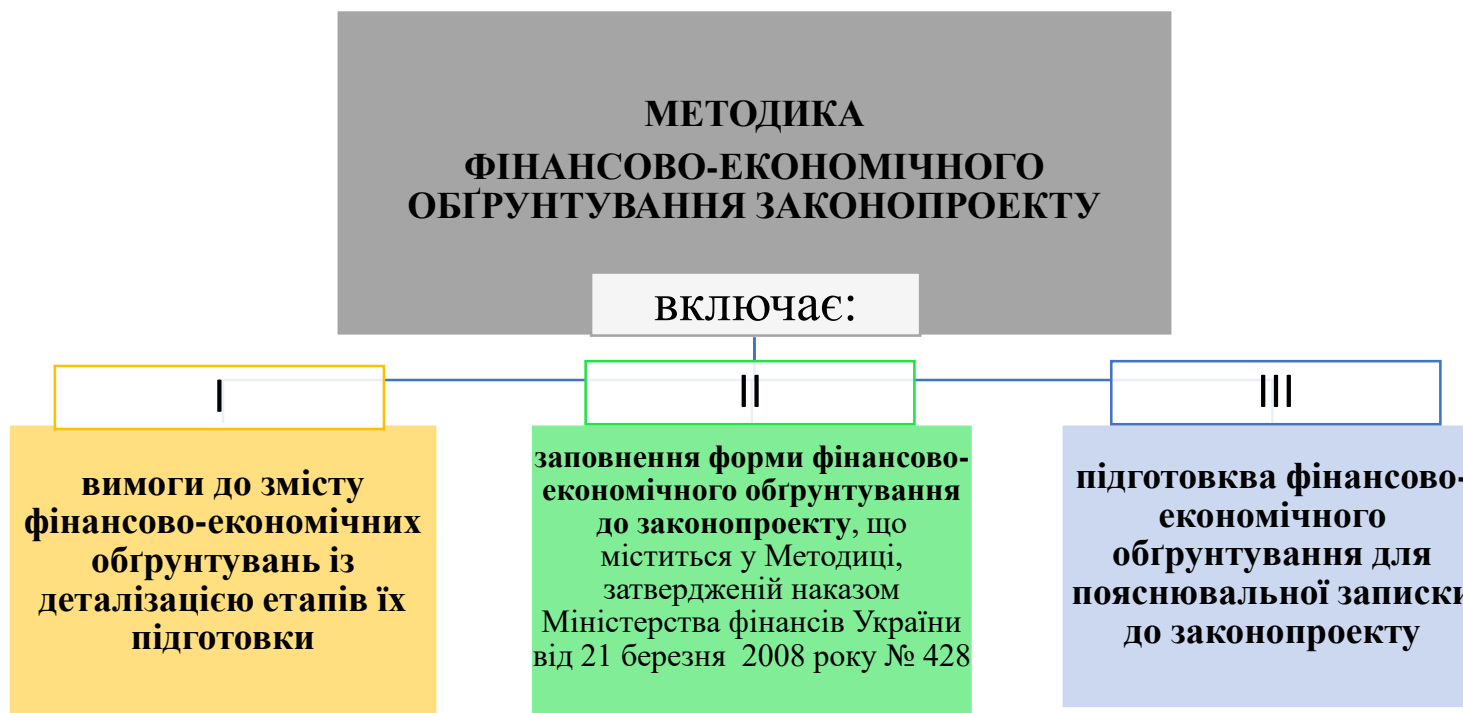 МЕТОДИКА
ФІНАНСОВО-ЕКОНОМІЧНОГО
ОБҐРУНТУВАННЯ ЗАКОНОПРОЕКТУ
включає:
I
вимоги до змісту
фінансово-економічних
обґрунтувань із
деталізацією етапів їх
підготовки
II
заповнення форми фінансово-
економічного обґрунтування
до законопроекту, що
міститься у Методиці,
затвердженій наказом
Міністерства фінансів України
від 21 березня 2008 року № 428
III
підготовква фінансово-
економічного
обґрунтування для
пояснювальної записки
до законопроекту